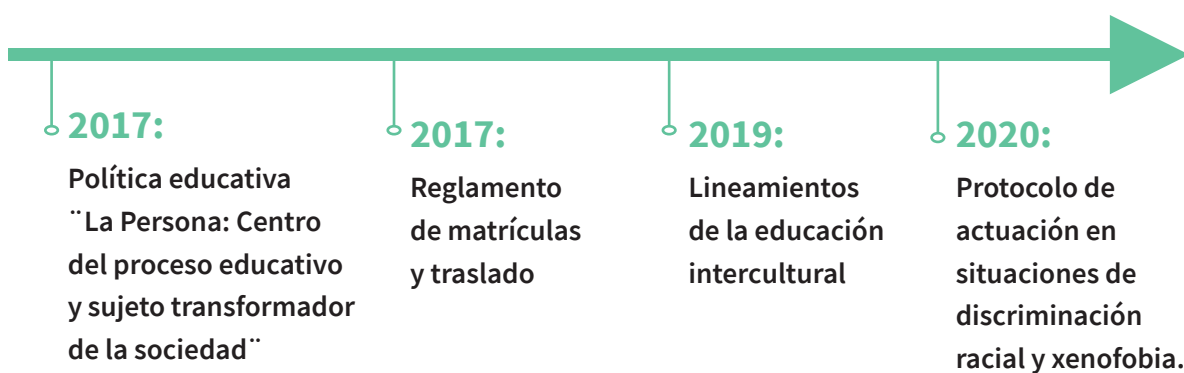 2017:
Política educativa
¨La Persona: Centro
del proceso educativo
y sujeto transformador
de la sociedad¨
2017:
Reglamento
de matrículas
y traslado
2019:
Lineamientos
de la educación
intercultural
2020:
Protocolo de
actuación en
situaciones de
discriminación
racial y xenofobia.